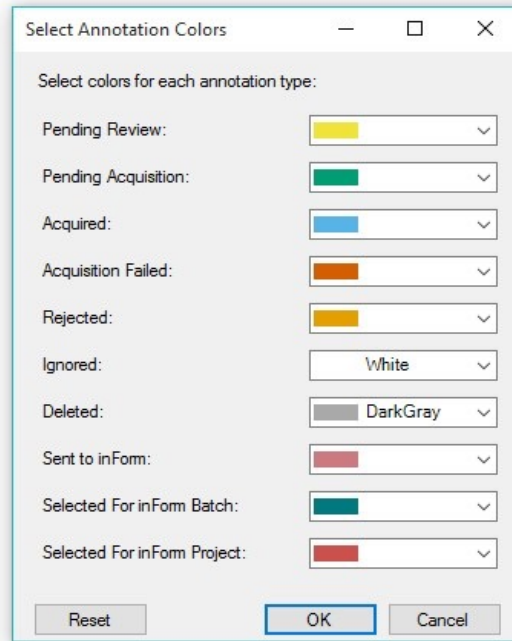 Select Annotation Colors
Select colors for each annotation type:
Pending Review:
Pending Acquisition:
Acquired:
Acquisition Failed:
Rejected:
Ignored: White
Deleted: DarkGray
Sent to inForm:
Selected For inForm Batch:
Selected For inForm Project:
Reset OK Cancel